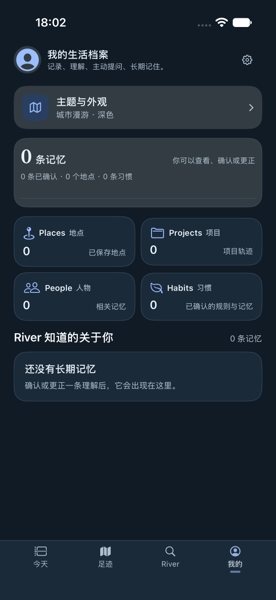 18:02
我的生活档案
记录、理解、主动提问、长期记住。
主题与外观
城市漫游 · 深色
0 条记忆
你可以查看、确认或更正
0 条已确认 · 0 个地点 · 0 条习惯
Places 地点
0
已保存地点
Projects 项目
0
项目轨迹
People 人物
0
相关记忆
Habits 习惯
0
已确认的规则与记忆
River 知道的关于你
0 条记忆
还没有长期记忆
确认或更正一条理解后，它会出现在这里。
今天
足迹
River
我的